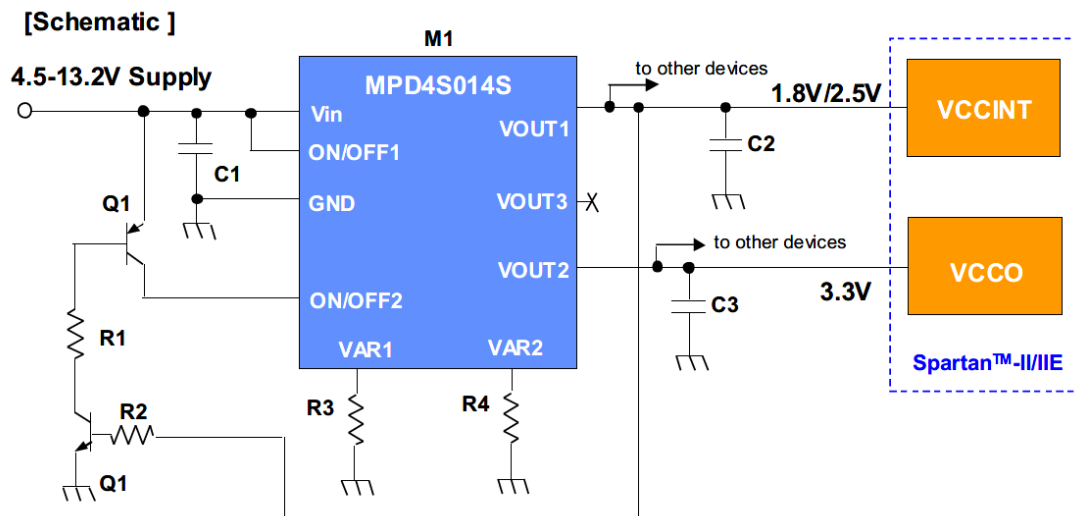 [Schematic ]
M1
4.5-13.2V Supply
MPD4S014S
to other devices
1.8V/2.5V
VCCINT
Vin
VOUT1
ON/OFF1
C1
C2
Q1
GND
VOUT3
to other devices
VOUT2
VCCO
ON/OFF2
3.3V
C3
R1
VAR1
VAR2
Spartan™-II/IIE
R2
R3
R4
Q1